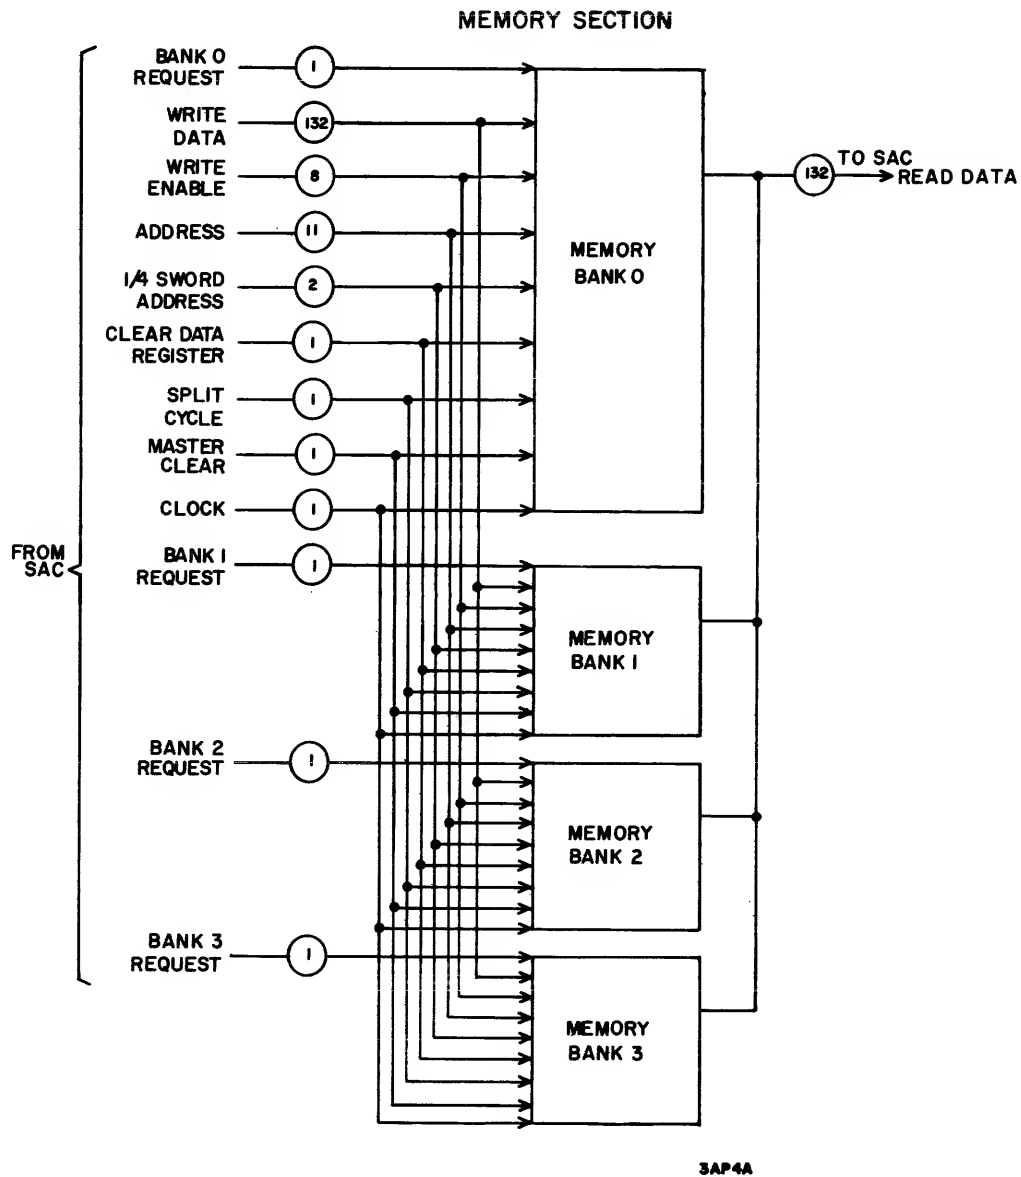 MEMORY SECTION
BANK 0
REQUEST
1
WRITE
DATA
132
WRITE
ENABLE
8
ADDRESS
11
1/4 SWORD
ADDRESS
2
CLEAR DATA
REGISTER
1
SPLIT
CYCLE
1
MASTER
CLEAR
1
CLOCK
1
MEMORY
BANK 0
132
TO SAC
READ DATA
FROM
SAC
BANK 1
REQUEST
1
MEMORY
BANK 1
BANK 2
REQUEST
1
MEMORY
BANK 2
BANK 3
REQUEST
1
MEMORY
BANK 3
3AP4A